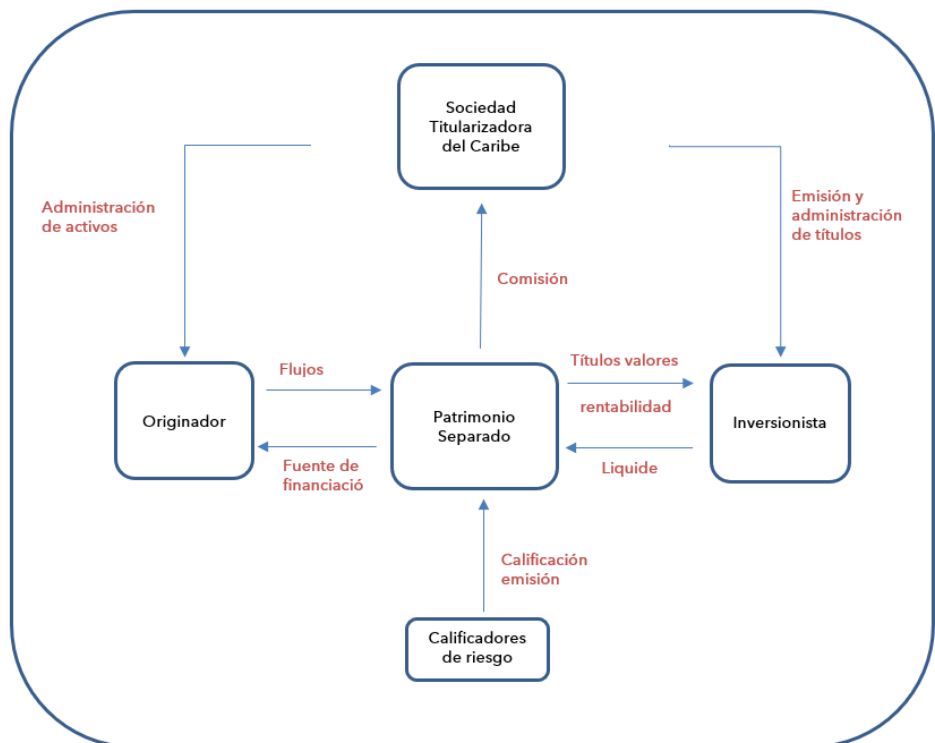 Sociedad
Titularizadora
del Caribe
Administración
de activos
Emisión y
administración
de títulos
Comisión
Flujos
Títulos valores
Originador
Patrimonio
Separado
rentabilidad
Inversionista
Fuente de
financiació
Liquide
Calificación
emisión
Calificadores
de riesgo